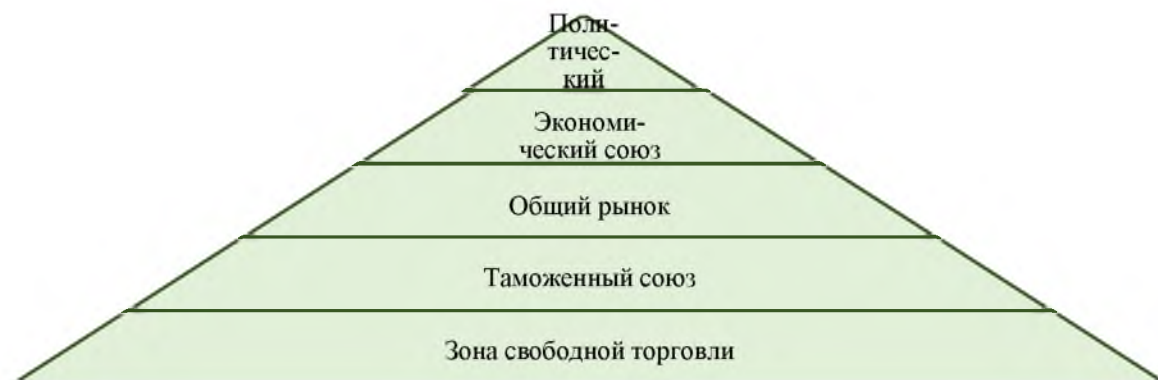 Поли-
тичес-
кий
Экономи-
ческий союз
Общий рынок
Таможенный союз
Зона свободной торговли